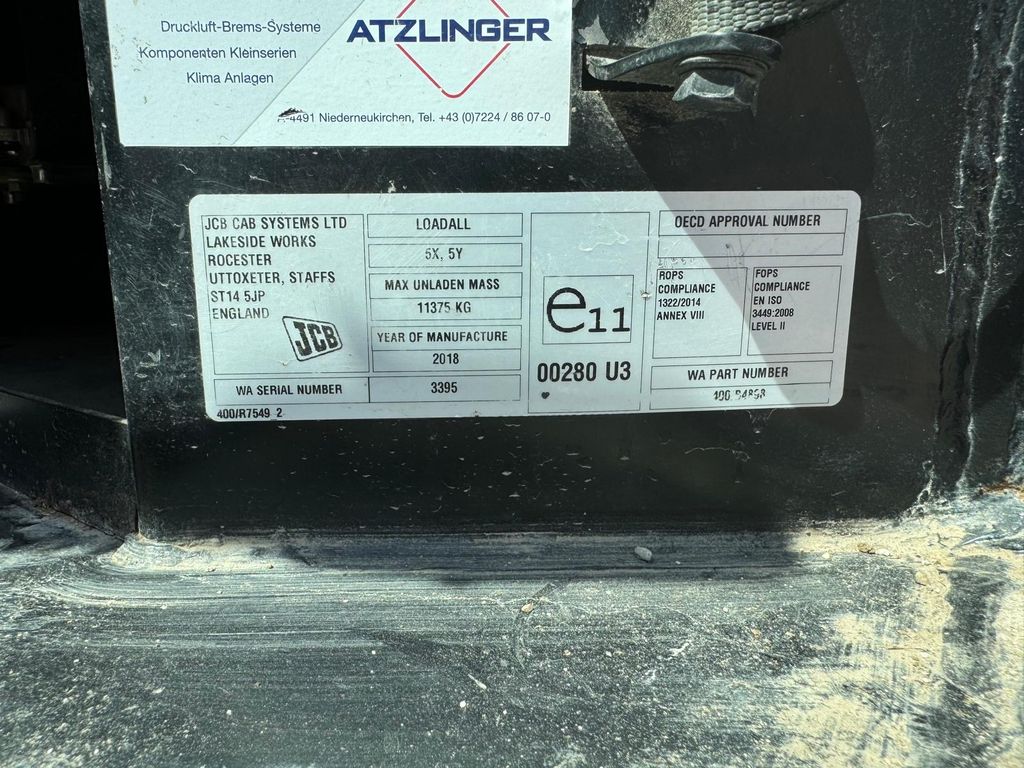 Druckluft-Brems-Systeme
Komponenten Kleinserien
Klima Anlagen
ATZLINGER
4491 Niederneukirchen, Tel. +43 (0)7224 / 86 07-0
JCB CAB SYSTEMS LTD
LAKESIDE WORKS
ROCESTER
UTTOXETER, STAFFS
ST14 5JP
ENGLAND
JCB
WA SERIAL NUMBER
400/R7549 2
LOADALL
5X, 5Y
MAX UNLADEN MASS
11375 KG
YEAR OF MANUFACTURE
2018
3395
e11
00280 U3
OECD APPROVAL NUMBER
ROPS
COMPLIANCE
1322/2014
ANNEX VIII
FOPS
COMPLIANCE
EN ISO
3449:2008
LEVEL II
WA PART NUMBER